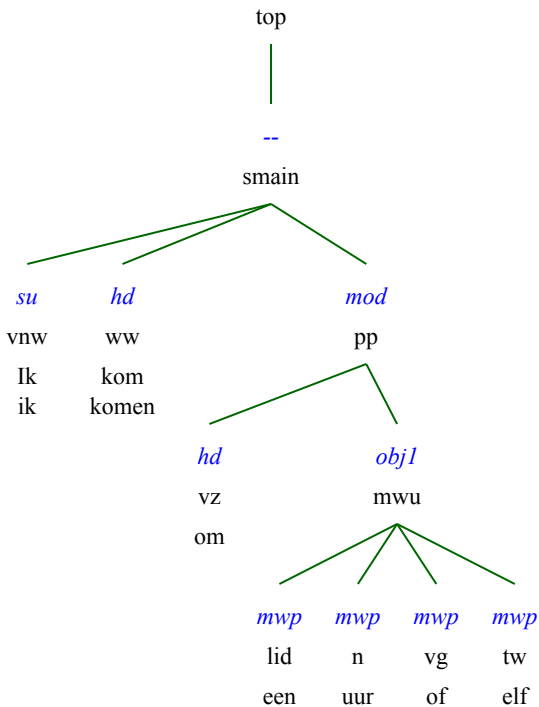 top
--
smain
su hd mod
vnw ww pp
Ik kom
ik komen
hd obj1
vz mwu
om
mwp mwp mwp mwp
lid n vg tw
een uur of elf